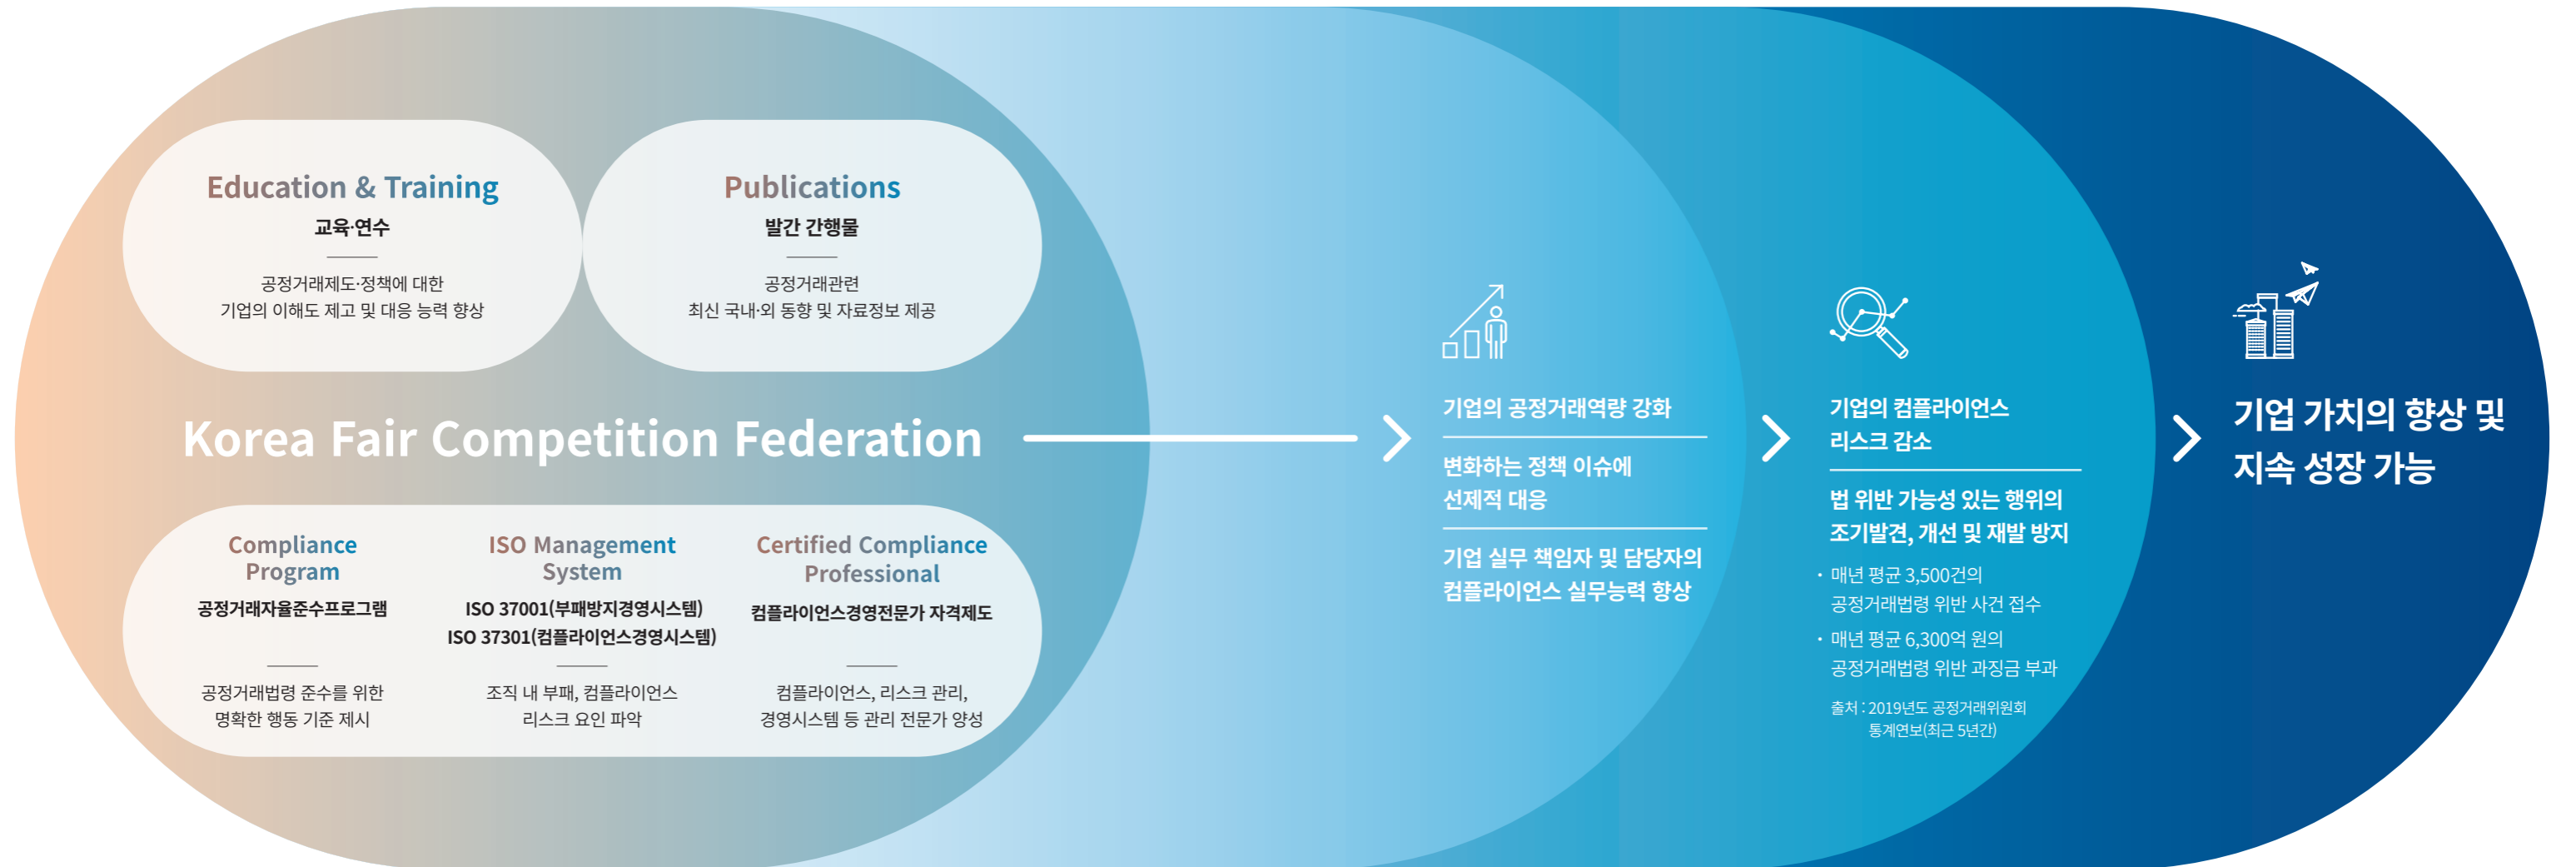 Education & Training
교육·연수
공정거래제도·정책에 대한
기업의 이해도 제고 및 대응 능력 향상
Publications
발간 간행물
공정거래관련
최신 국내·외 동향 및 자료정보 제공
Korea Fair Competition Federation
Compliance
Program
공정거래자율준수프로그램
공정거래법령 준수를 위한
명확한 행동 기준 제시
ISO Management
System
ISO 37001(부패방지경영시스템)
ISO 37301(컴플라이언스경영시스템)
조직 내 부패, 컴플라이언스
리스크 요인 파악
Certified Compliance
Professional
컴플라이언스경영전문가 자격제도
컴플라이언스, 리스크 관리,
경영시스템 등 관리 전문가 양성
기업의 공정거래역량 강화
변화하는 정책 이슈에
선제적 대응
기업 실무 책임자 및 담당자의
컴플라이언스 실무능력 향상
기업의 컴플라이언스
리스크 감소
법 위반 가능성 있는 행위의
조기발견, 개선 및 재발 방지
· 매년 평균 3,500건의
공정거래법령 위반 사건 접수
· 매년 평균 6,300억 원의
공정거래법령 위반 과징금 부과
출처 : 2019년도 공정거래위원회
통계연보(최근 5년간)
기업 가치의 향상 및
지속 성장 가능